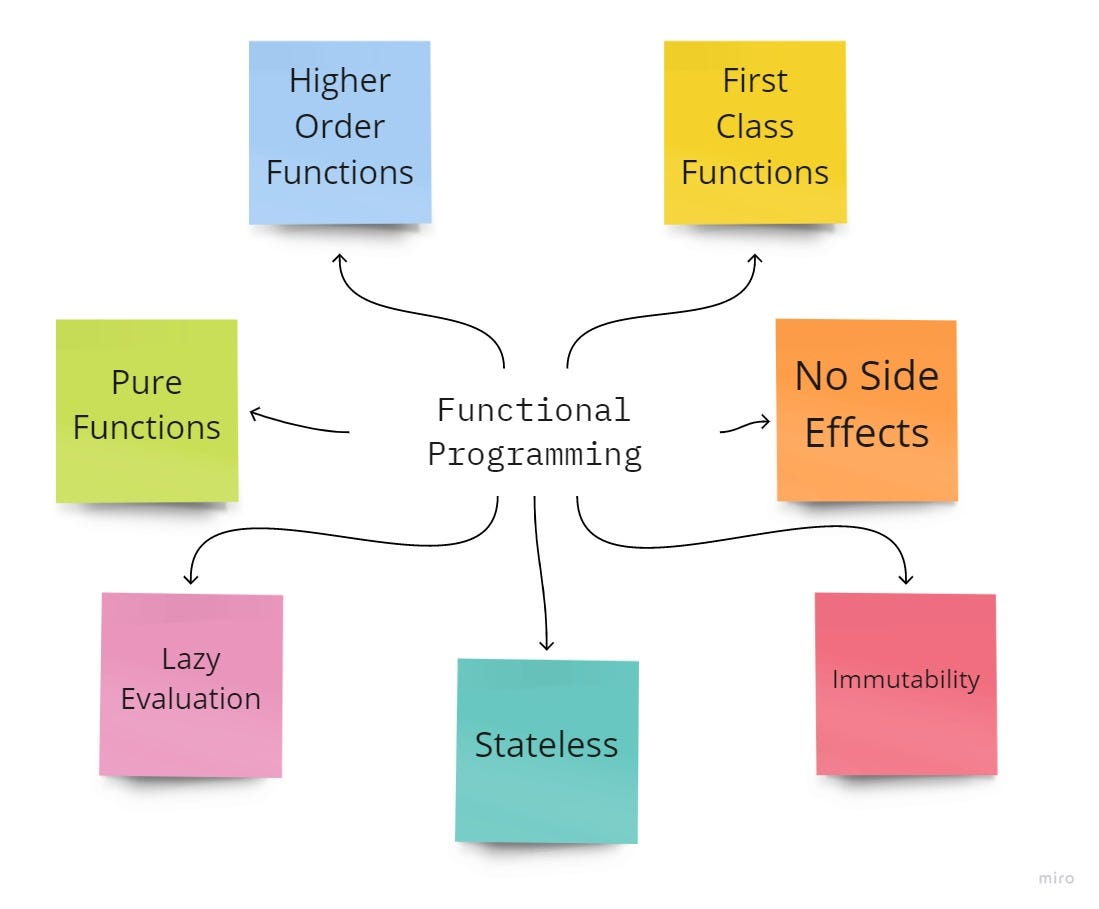 Higher
Order
Functions
First
Class
Functions
Pure
Functions
Functional
Programming
No Side
Effects
Lazy
Evaluation
Stateless
Immutability
miro